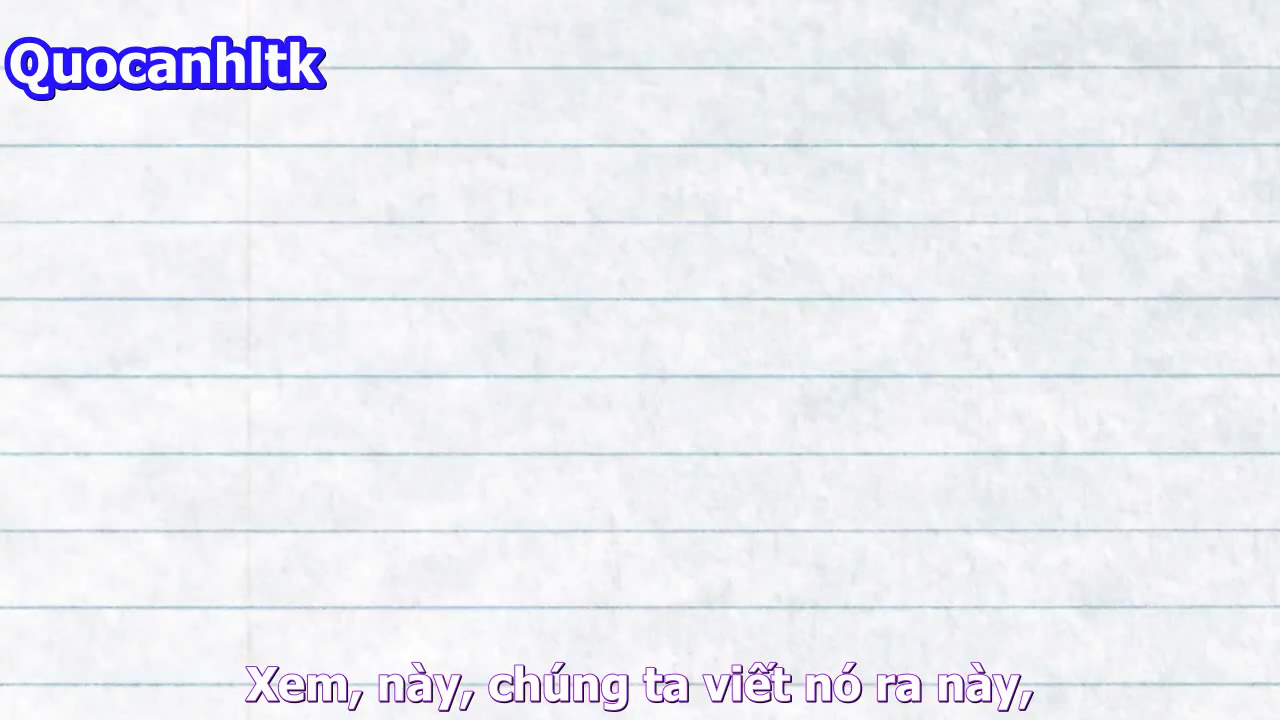 Quocanhltk
Xem, này, chúng ta viết nó ra này,